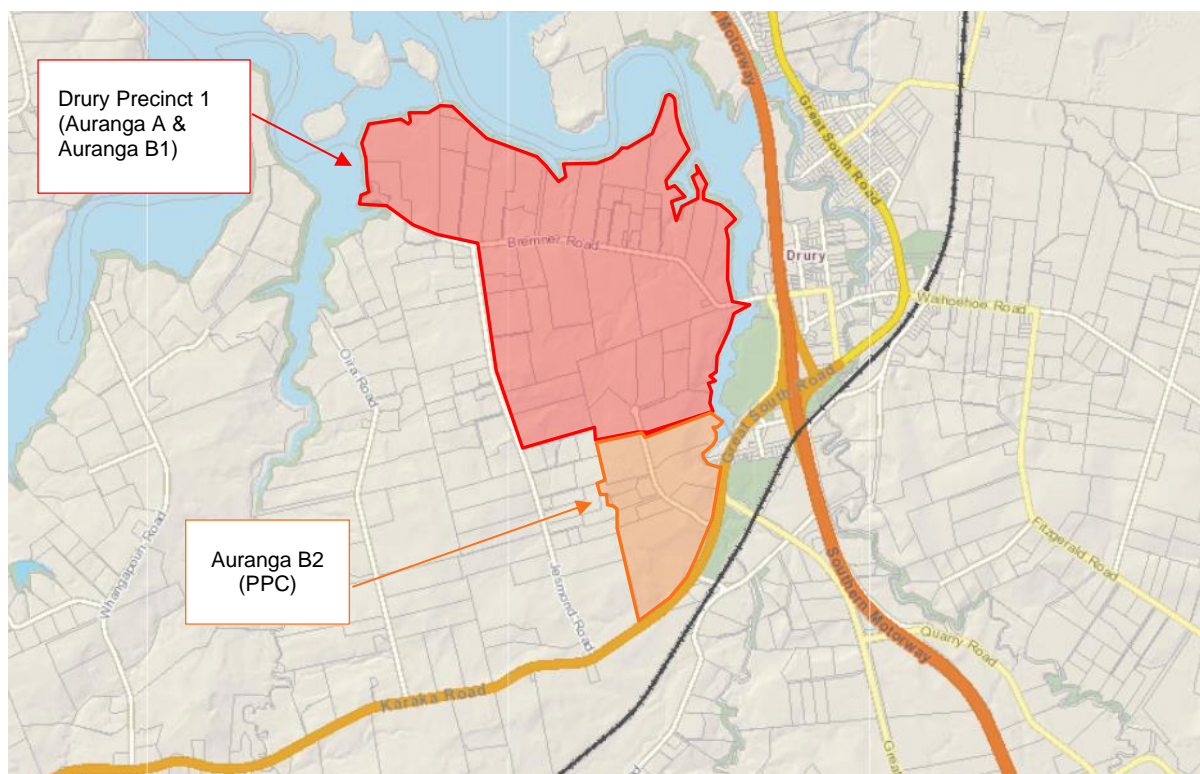 Motorway
Drury Precinct 1
(Auranga A &
Auranga B1)
Great South Road
Bremner Road
Drury
Waihoehoe Road
Oira Road
Great South Road
Fitzgerald Road
Whangapouri Road
Auranga B2
(PPC)
Jesmond Road
Southern Motorway
Quarry Road
Karaka Road
Great